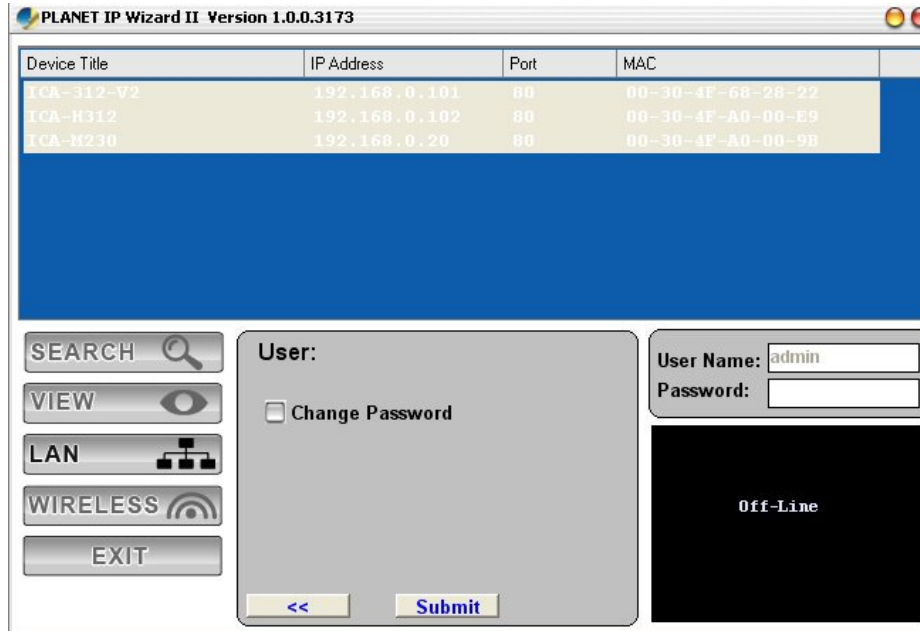 PLANET IP Wizard II Version 1.0.0.3173
Device Title IP Address Port MAC
ICA-312-V2 192.168.0.101 80 00-30-4F-68-28-22
ICA-H312 192.168.0.102 80 00-30-4F-A0-00-E9
ICA-M230 192.168.0.20 80 00-30-4F-A0-00-9B
SEARCH
VIEW
LAN
WIRELESS
EXIT
User:
Change Password
<< Submit
User Name: admin
Password:
Off-Line